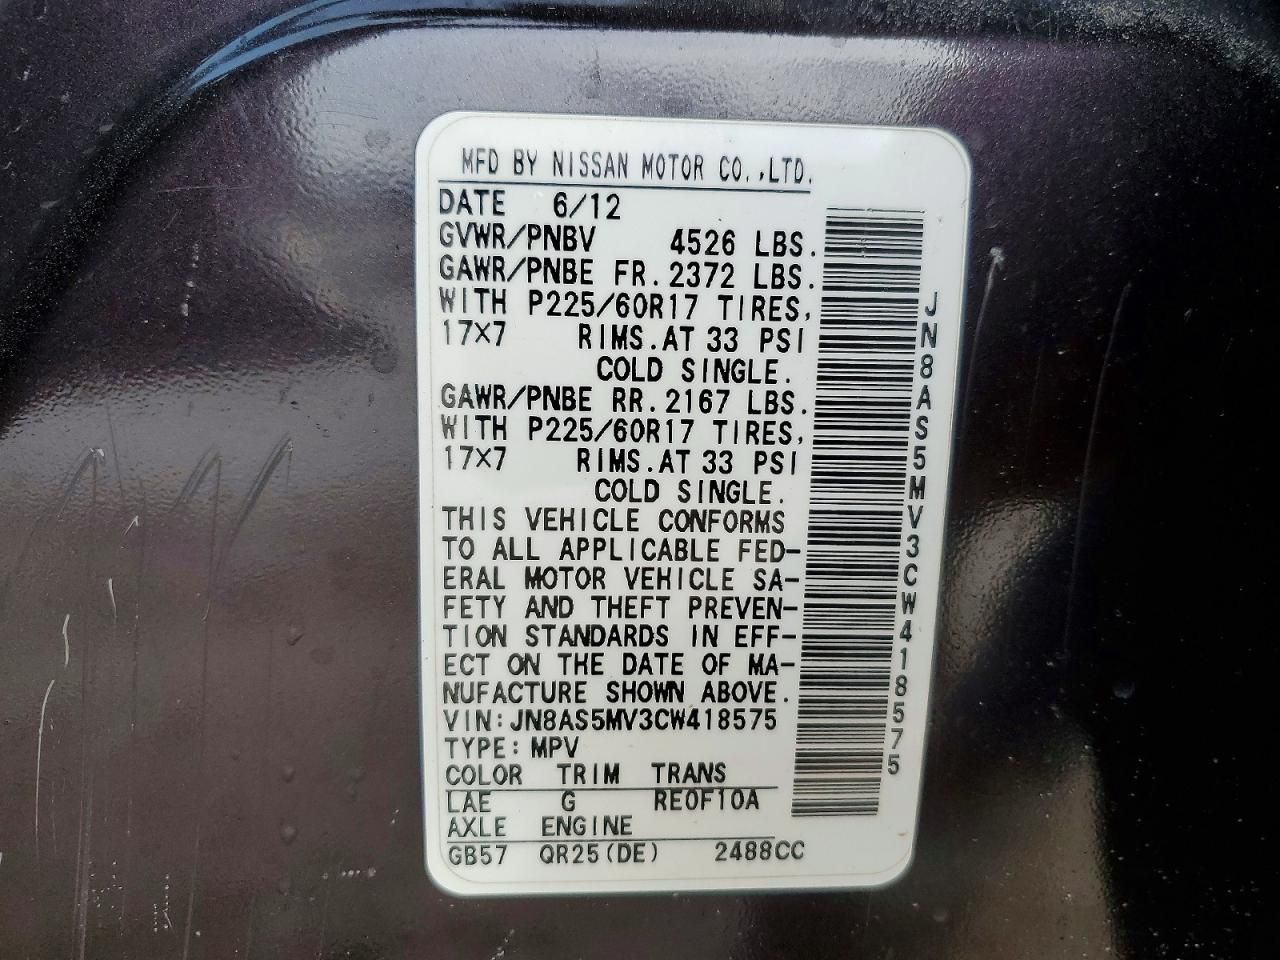 MFD BY NISSAN MOTOR CO.,LTD.
DATE 6/12
GVWR/PNBV 4526 LBS.
GAWR/PNBE FR.2372 LBS.
WITH P225/60R17 TIRES,
17X7 RIMS.AT 33 PSI
COLD SINGLE.
GAWR/PNBE RR.2167 LBS.
WITH P225/60R17 TIRES,
17X7 RIMS.AT 33 PSI
COLD SINGLE.
THIS VEHICLE CONFORMS
TO ALL APPLICABLE FED-
ERAL MOTOR VEHICLE SA-
FETY AND THEFT PREVEN-
TION STANDARDS IN EFF-
ECT ON THE DATE OF MA-
NUFACTURE SHOWN ABOVE.
VIN:JN8AS5MV3CW418575
TYPE:MPV
COLOR TRIM TRANS
LAE G RE0F10A
AXLE ENGINE
GB57 QR25(DE) 2488CC
JN8AS5MV3CW418575